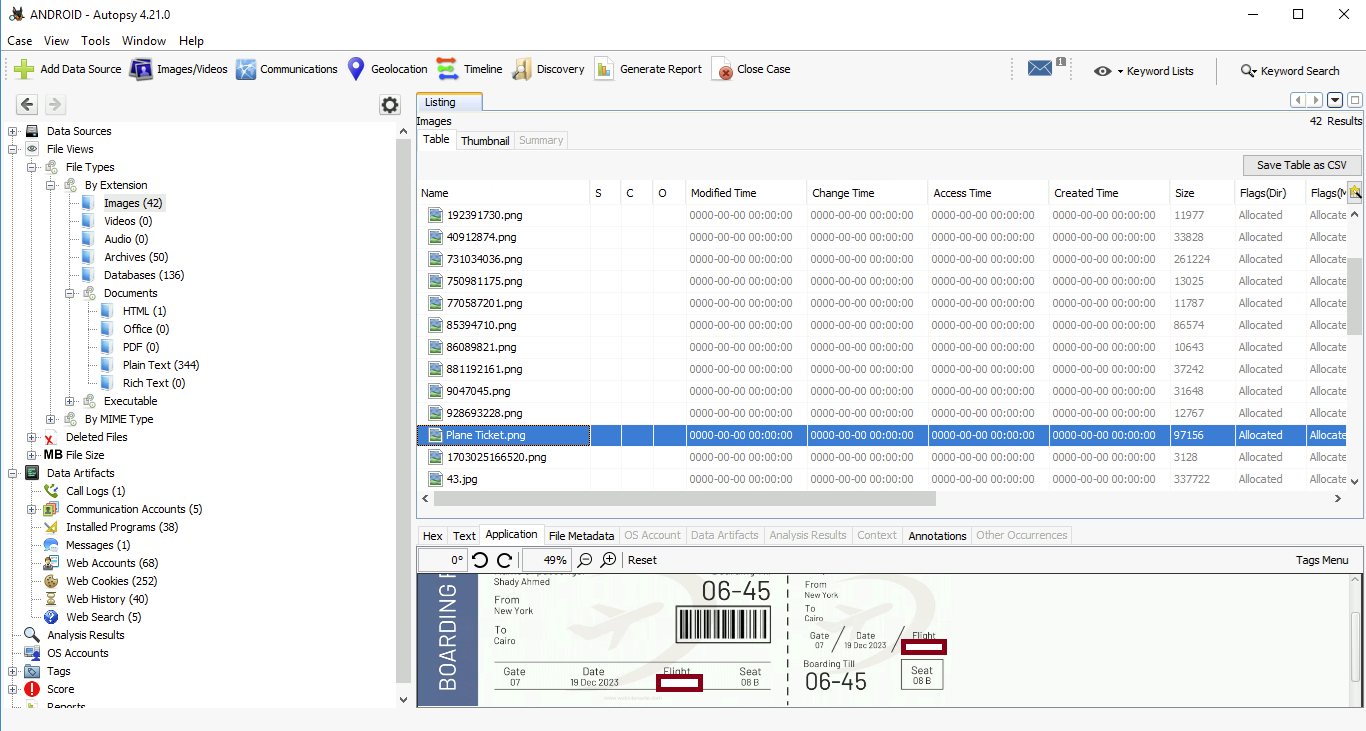 ANDROID - Autopsy 4.21.0
Case View Tools Window Help
Add Data Source Images/Videos Communications Geolocation Timeline Discovery Generate Report Close Case 1 Keyword Lists Keyword Search
Data Sources
File Views
File Types
By Extension
Images (42)
Videos (0)
Audio (0)
Archives (50)
Databases (136)
Documents
HTML (1)
Office (0)
PDF (0)
Plain Text (344)
Rich Text (0)
Executable
By MIME Type
Deleted Files
MB File Size
Data Artifacts
Call Logs (1)
Communication Accounts (5)
Installed Programs (38)
Messages (1)
Web Accounts (68)
Web Cookies (252)
Web History (40)
Web Search (5)
Analysis Results
OS Accounts
Tags
Score
Reports
Listing
Images 42 Results
Table Thumbnail Summary
Save Table as CSV
Name S C O Modified Time Change Time Access Time Created Time Size Flags(Dir) Flags(M
192391730.png 0000-00-00 00:00:00 0000-00-00 00:00:00 0000-00-00 00:00:00 0000-00-00 00:00:00 11977 Allocated Allocate
40912874.png 0000-00-00 00:00:00 0000-00-00 00:00:00 0000-00-00 00:00:00 0000-00-00 00:00:00 33828 Allocated Allocate
731034036.png 0000-00-00 00:00:00 0000-00-00 00:00:00 0000-00-00 00:00:00 0000-00-00 00:00:00 261224 Allocated Allocate
750981175.png 0000-00-00 00:00:00 0000-00-00 00:00:00 0000-00-00 00:00:00 0000-00-00 00:00:00 13025 Allocated Allocate
770587201.png 0000-00-00 00:00:00 0000-00-00 00:00:00 0000-00-00 00:00:00 0000-00-00 00:00:00 11787 Allocated Allocate
85394710.png 0000-00-00 00:00:00 0000-00-00 00:00:00 0000-00-00 00:00:00 0000-00-00 00:00:00 86574 Allocated Allocate
86089821.png 0000-00-00 00:00:00 0000-00-00 00:00:00 0000-00-00 00:00:00 0000-00-00 00:00:00 10643 Allocated Allocate
881192161.png 0000-00-00 00:00:00 0000-00-00 00:00:00 0000-00-00 00:00:00 0000-00-00 00:00:00 37242 Allocated Allocate
9047045.png 0000-00-00 00:00:00 0000-00-00 00:00:00 0000-00-00 00:00:00 0000-00-00 00:00:00 31648 Allocated Allocate
928693228.png 0000-00-00 00:00:00 0000-00-00 00:00:00 0000-00-00 00:00:00 0000-00-00 00:00:00 12767 Allocated Allocate
Plane Ticket.png 0000-00-00 00:00:00 0000-00-00 00:00:00 0000-00-00 00:00:00 0000-00-00 00:00:00 97156 Allocated Allocate
1703025166520.png 0000-00-00 00:00:00 0000-00-00 00:00:00 0000-00-00 00:00:00 0000-00-00 00:00:00 3128 Allocated Allocate
43.jpg 0000-00-00 00:00:00 0000-00-00 00:00:00 0000-00-00 00:00:00 0000-00-00 00:00:00 337722 Allocated Allocate
Hex Text Application File Metadata OS Account Data Artifacts Analysis Results Context Annotations Other Occurrences
0° 49% Reset Tags Menu
BOARDING
Shady Ahmed
From
New York
To
Cairo
06-45
Gate Date Flight Seat
07 19 Dec 2023 08 B
From
New York
To
Cairo
Gate Date Flight
07 19 Dec 2023
Boarding Till
06-45
Seat
08 B